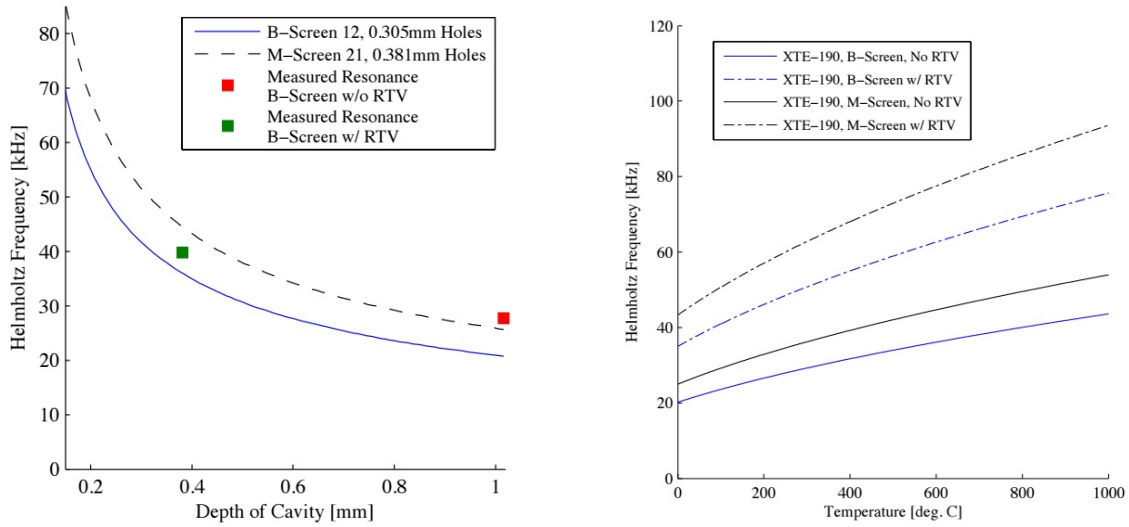 B−Screen 12, 0.305mm Holes
M−Screen 21, 0.381mm Holes
Measured Resonance
B−Screen w/o RTV
Measured Resonance
B−Screen w/ RTV
Helmholtz Frequency [kHz]
80
70
60
50
40
30
20
10
0
0.2
0.4
0.6
0.8
1
Depth of Cavity [mm]
XTE−190, B−Screen, No RTV
XTE−190, B−Screen w/ RTV
XTE−190, M−Screen, No RTV
XTE−190, M−Screen w/ RTV
Helmholtz Frequency [kHz]
120
100
80
60
40
20
0
0
200
400
600
800
1000
Temperature [deg. C]